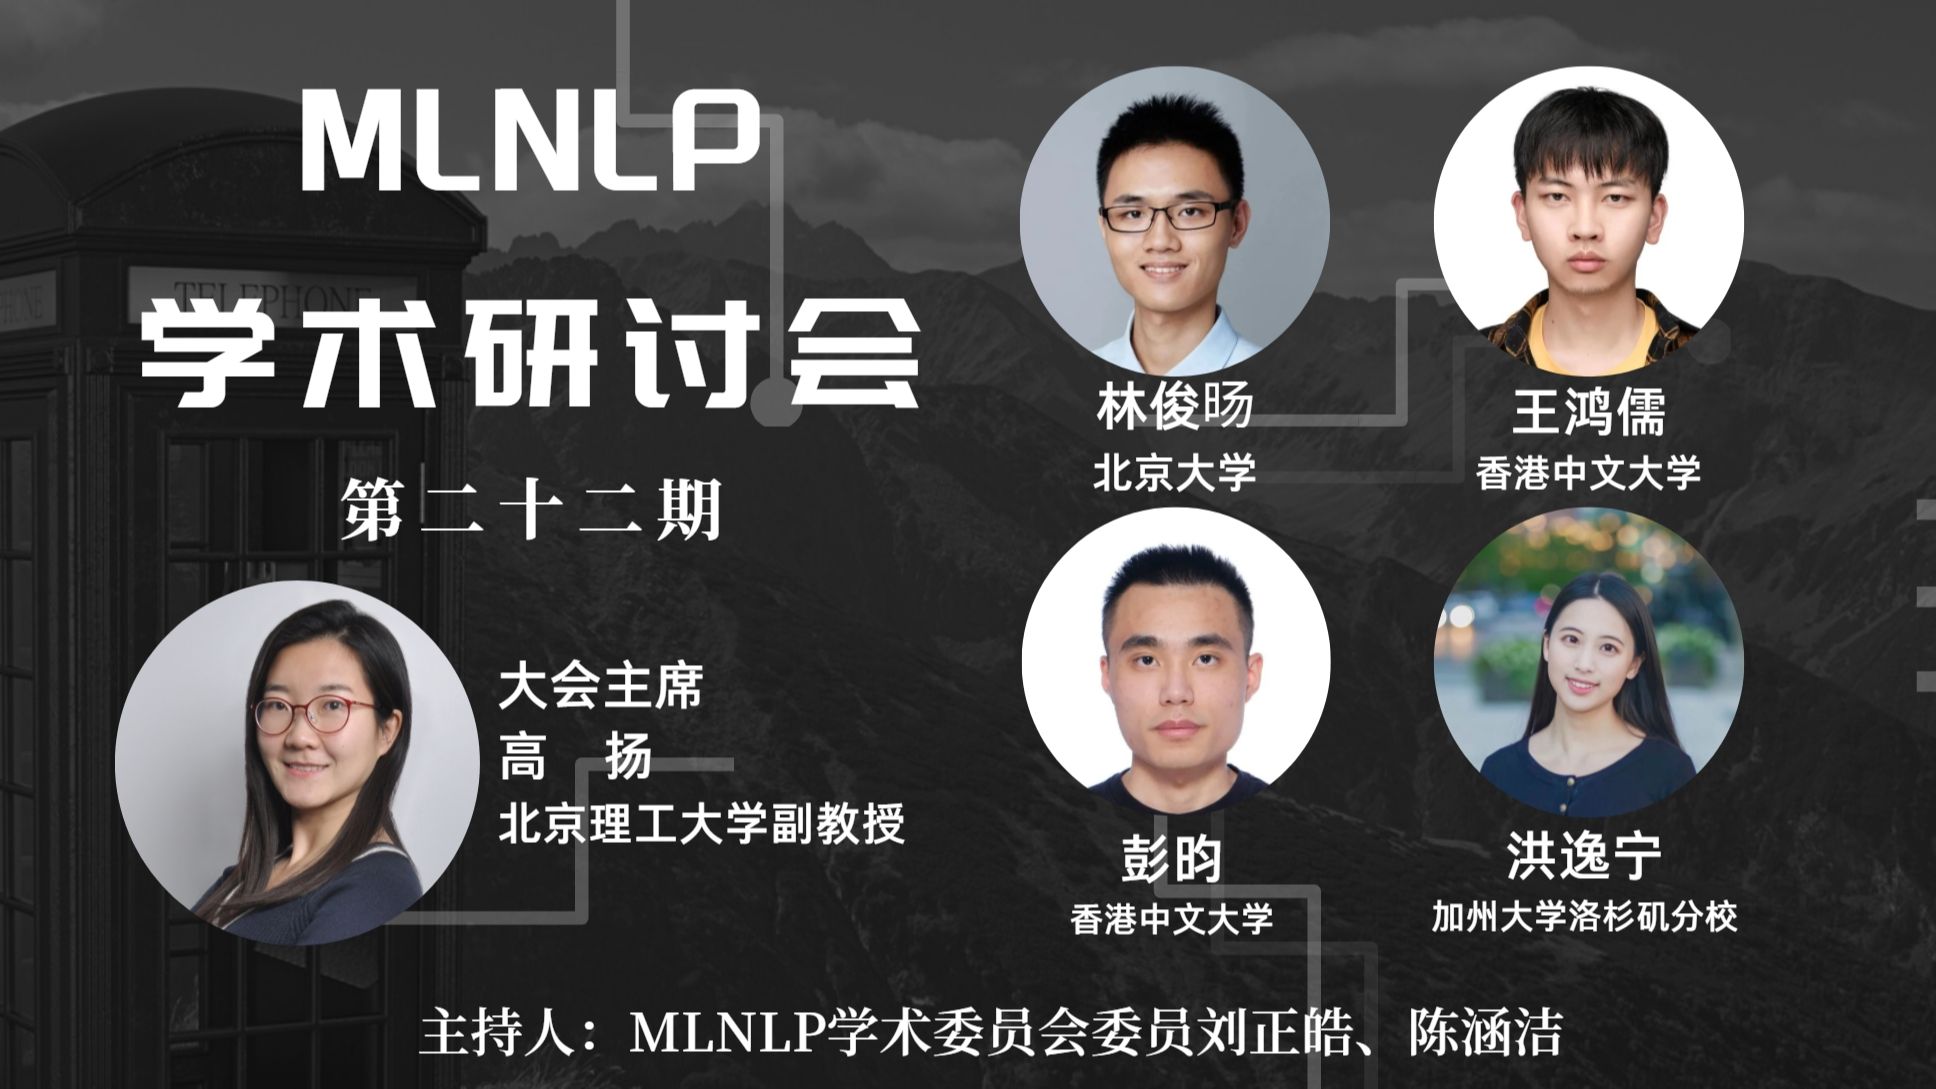 MLNLP
学术研讨会
第二十二期
大会主席
高 扬
北京理工大学副教授
林俊旸
北京大学
王鸿儒
香港中文大学
彭昀
香港中文大学
洪逸宁
加州大学洛杉矶分校
主持人：MLNLP学术委员会委员刘正皓、陈涵洁
TELEPHONE
PHONE